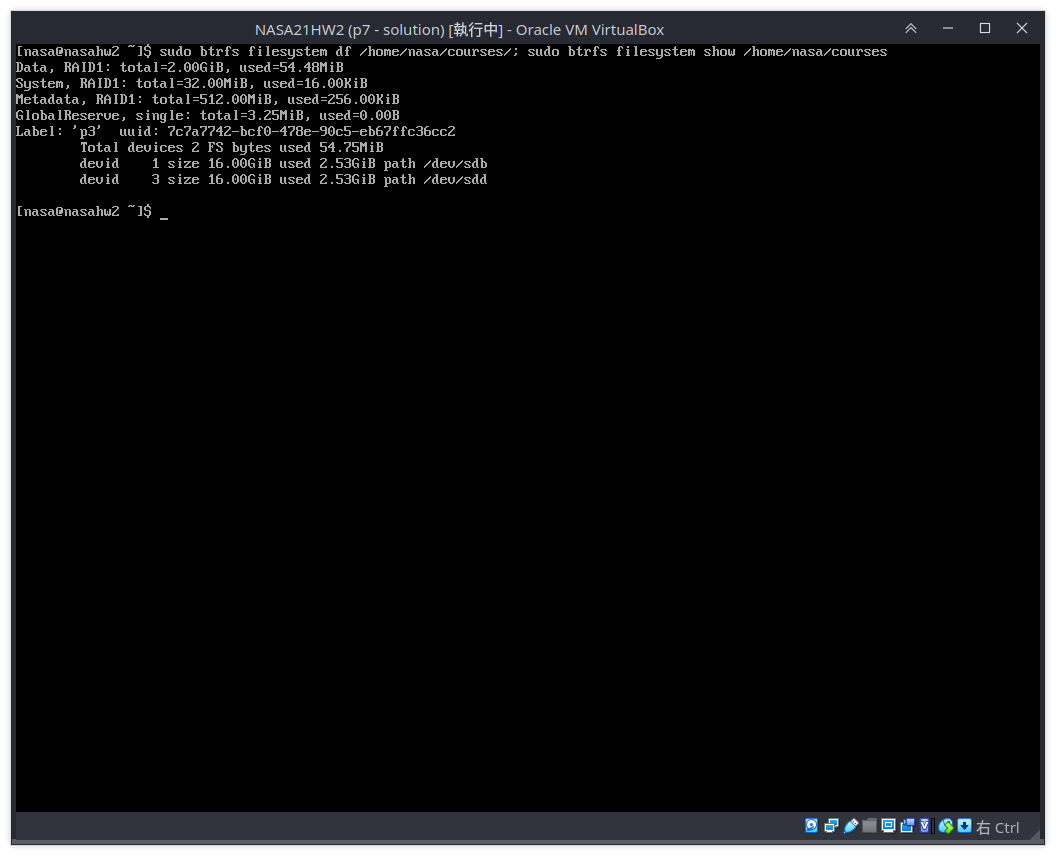 NASA21HW2 (p7 - solution) [執行中] - Oracle VM VirtualBox
[nasa@nasahw2 ~]$ sudo btrfs filesystem df /home/nasa/courses/; sudo btrfs filesystem show /home/nasa/courses
Data, RAID1: total=2.00GiB, used=54.48MiB
System, RAID1: total=32.00MiB, used=16.00KiB
Metadata, RAID1: total=512.00MiB, used=256.00KiB
GlobalReserve, single: total=3.25MiB, used=0.00B
Label: 'p3'  uuid: 7c7a7742-bcf0-478e-90c5-eb67ffc36cc2
        Total devices 2 FS bytes used 54.75MiB
        devid    1 size 16.00GiB used 2.53GiB path /dev/sdb
        devid    3 size 16.00GiB used 2.53GiB path /dev/sdd
[nasa@nasahw2 ~]$ _
右 Ctrl